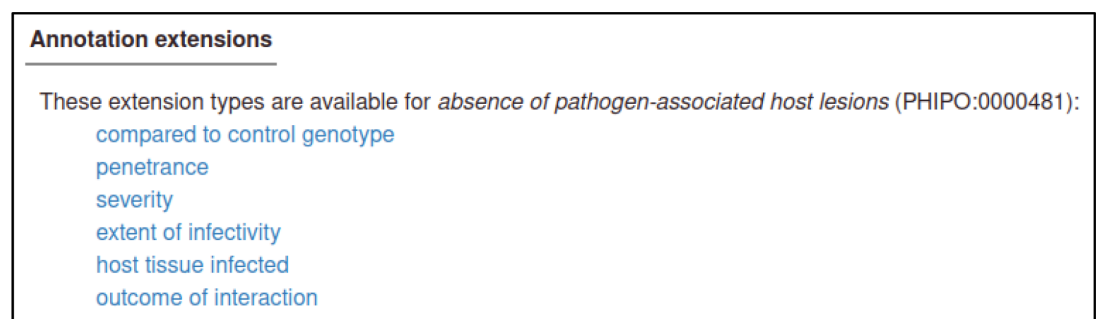 Annotation extensions
These extension types are available for absence of pathogen-associated host lesions (PHIPO:0000481):
compared to control genotype
penetrance
severity
extent of infectivity
host tissue infected
outcome of interaction